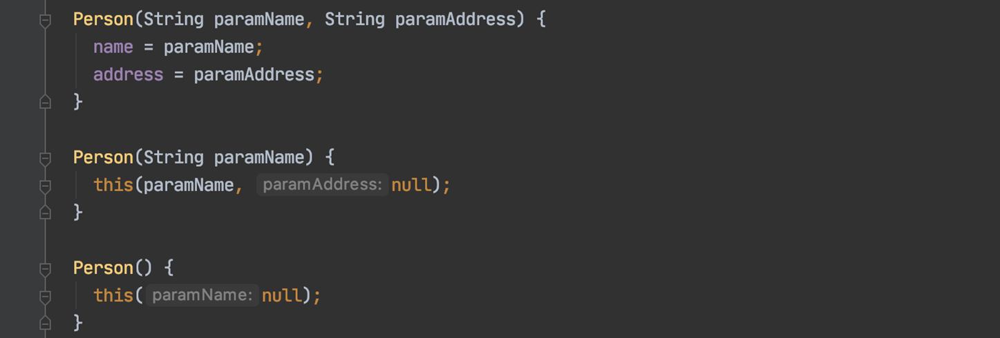 Person(String paramName, String paramAddress) {
name = paramName;
address = paramAddress;
}
Person(String paramName) {
this(paramName, paramAddress: null);
}
Person() {
this( paramName: null);
}